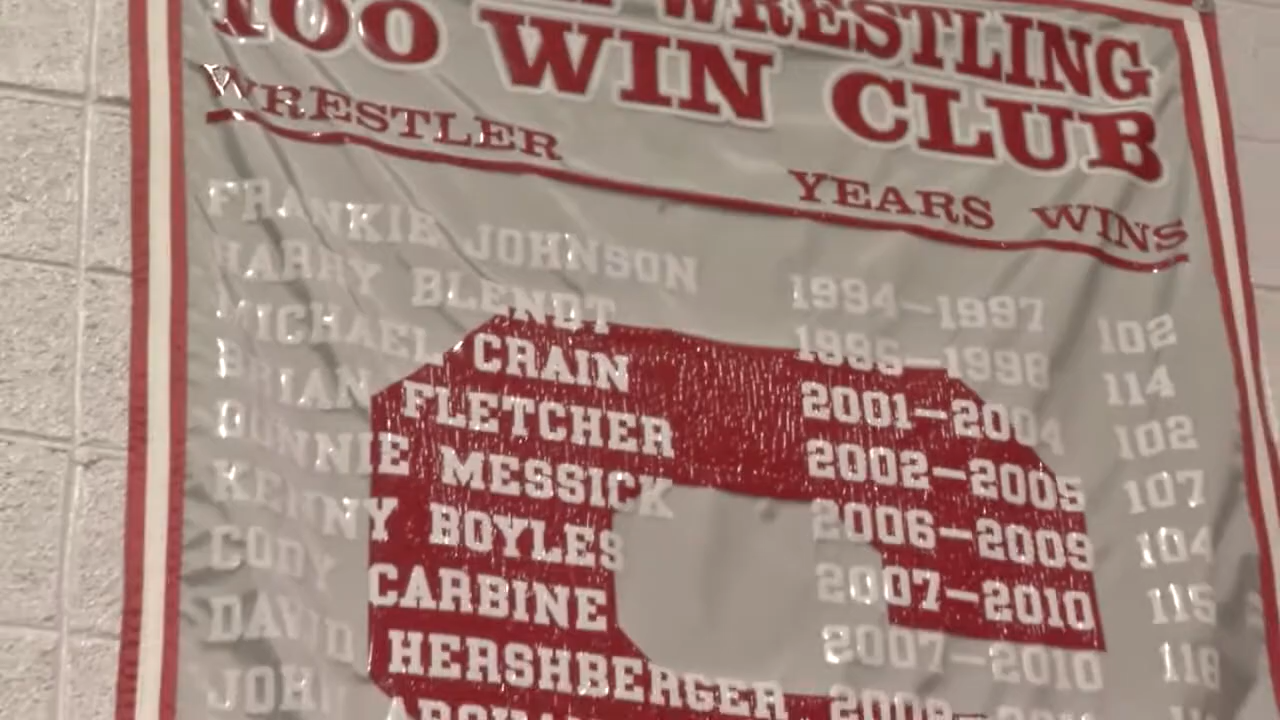 WRESTLING
100 WIN CLUB
WRESTLER YEARS WINS
FRANKIE JOHNSON 1994-1997 102
HARRY BLENDT 1995-1998 114
MICHAEL CRAIN 2001-2004 102
BRIAN FLETCHER 2002-2005 107
MESSICK 2006-2009 104
KENNY BOYLES 2007-2010 115
CODY CARBINE 2007-2010 118
DAVID HERSHBERGER
JOHN